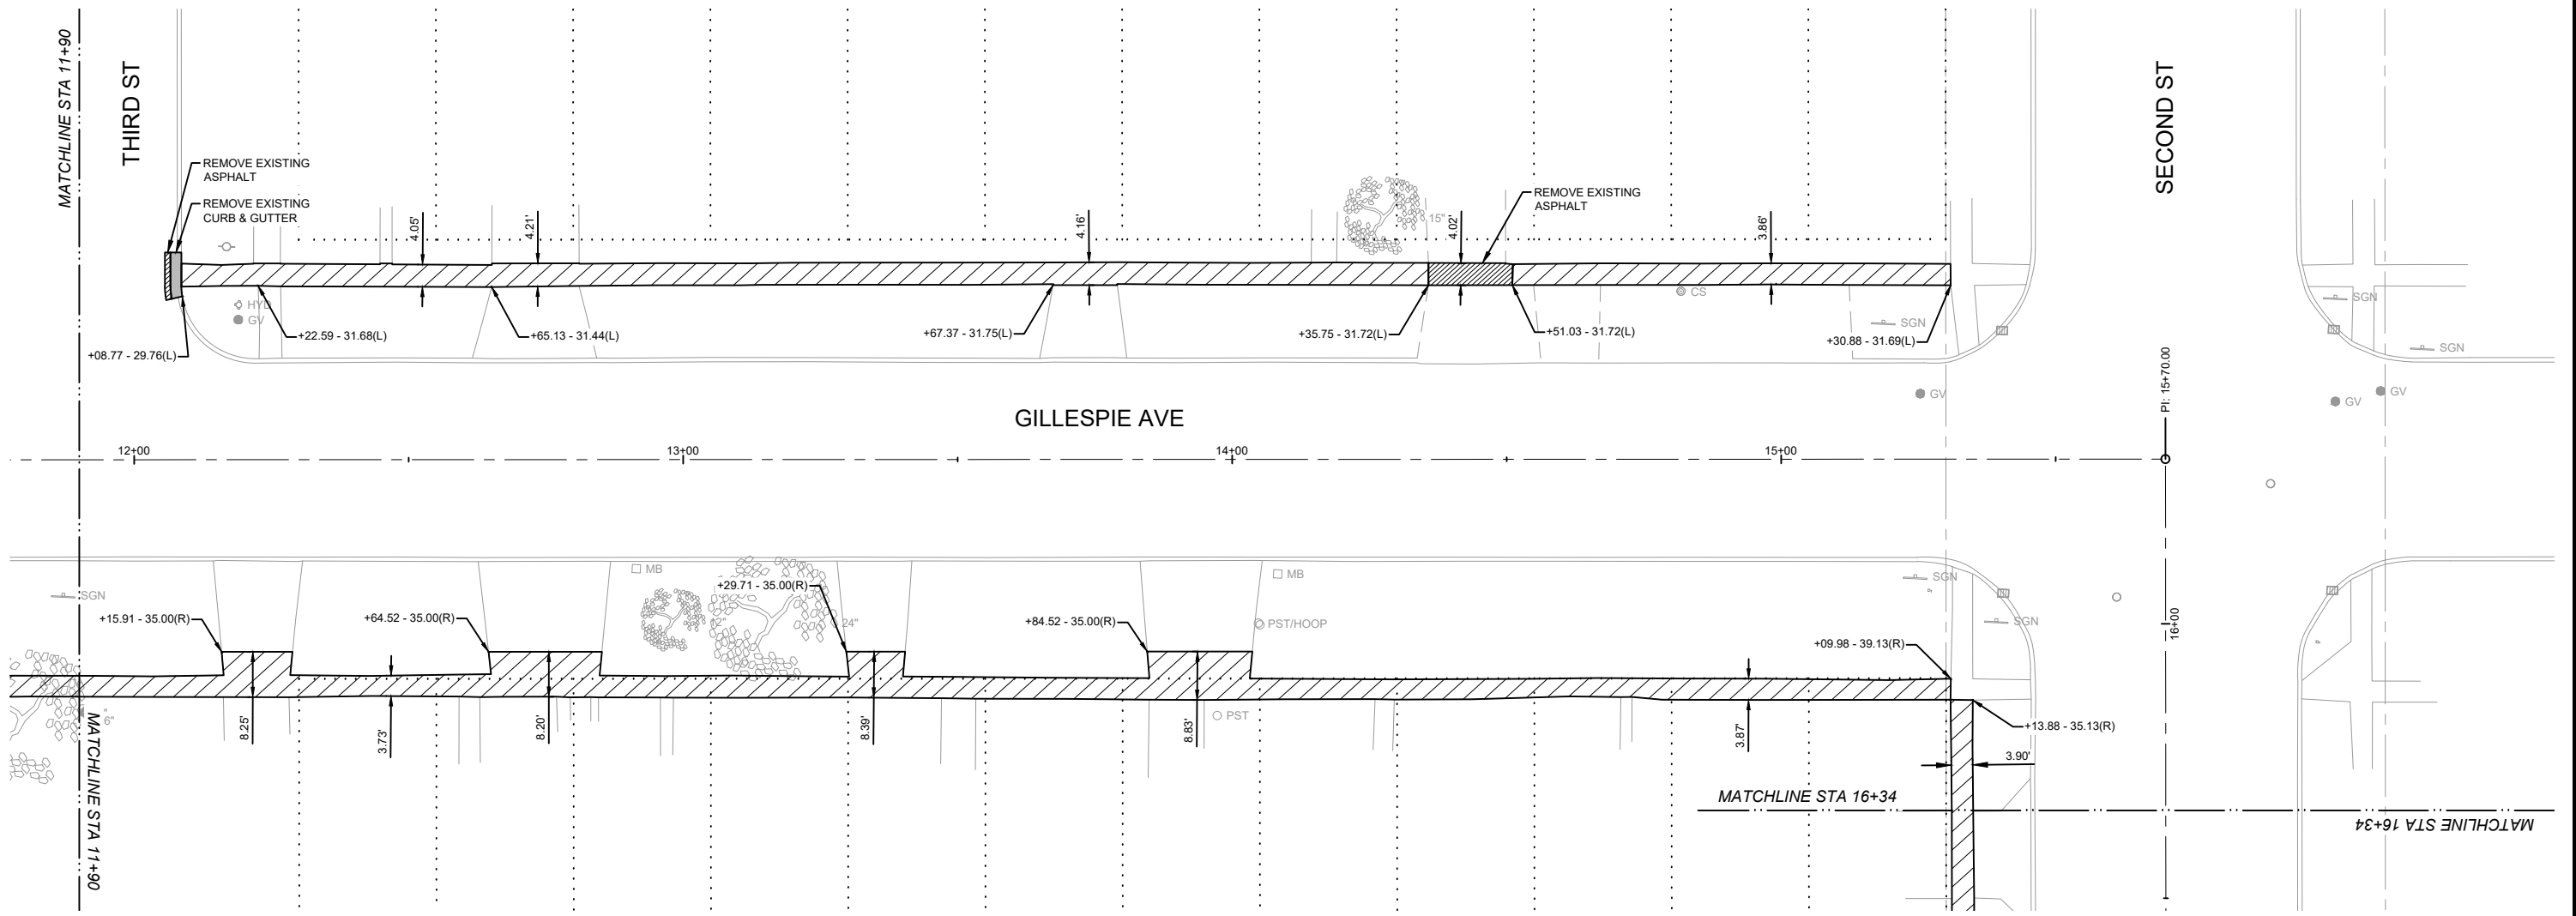 MATCHLINE STA 11+90
THIRD ST
SECOND ST
REMOVE EXISTING
ASPHALT
REMOVE EXISTING
CURB & GUTTER
4.05'
4.21'
4.16'
15"
4.02'
REMOVE EXISTING
ASPHALT
3.86'
HYD
GV
CS
SGN
SGN
SGN
+08.77 - 29.76(L)
+22.59 - 31.68(L)
+65.13 - 31.44(L)
+67.37 - 31.75(L)
+35.75 - 31.72(L)
+51.03 - 31.72(L)
+30.88 - 31.69(L)
PI: 15+70.00
GV
GV
GV
GILLESPIE AVE
12+00
13+00
14+00
15+00
16+00
SGN
MB
MB
SGN
SGN
+15.91 - 35.00(R)
+64.52 - 35.00(R)
+29.71 - 35.00(R)
12"
24"
+84.52 - 35.00(R)
PST/HOOP
+09.98 - 39.13(R)
6"
8.25'
3.73'
8.20'
8.39'
8.83'
PST
3.87'
+13.88 - 35.13(R)
3.90'
MATCHLINE STA 11+90
MATCHLINE STA 16+34
MATCHLINE STA 16+34